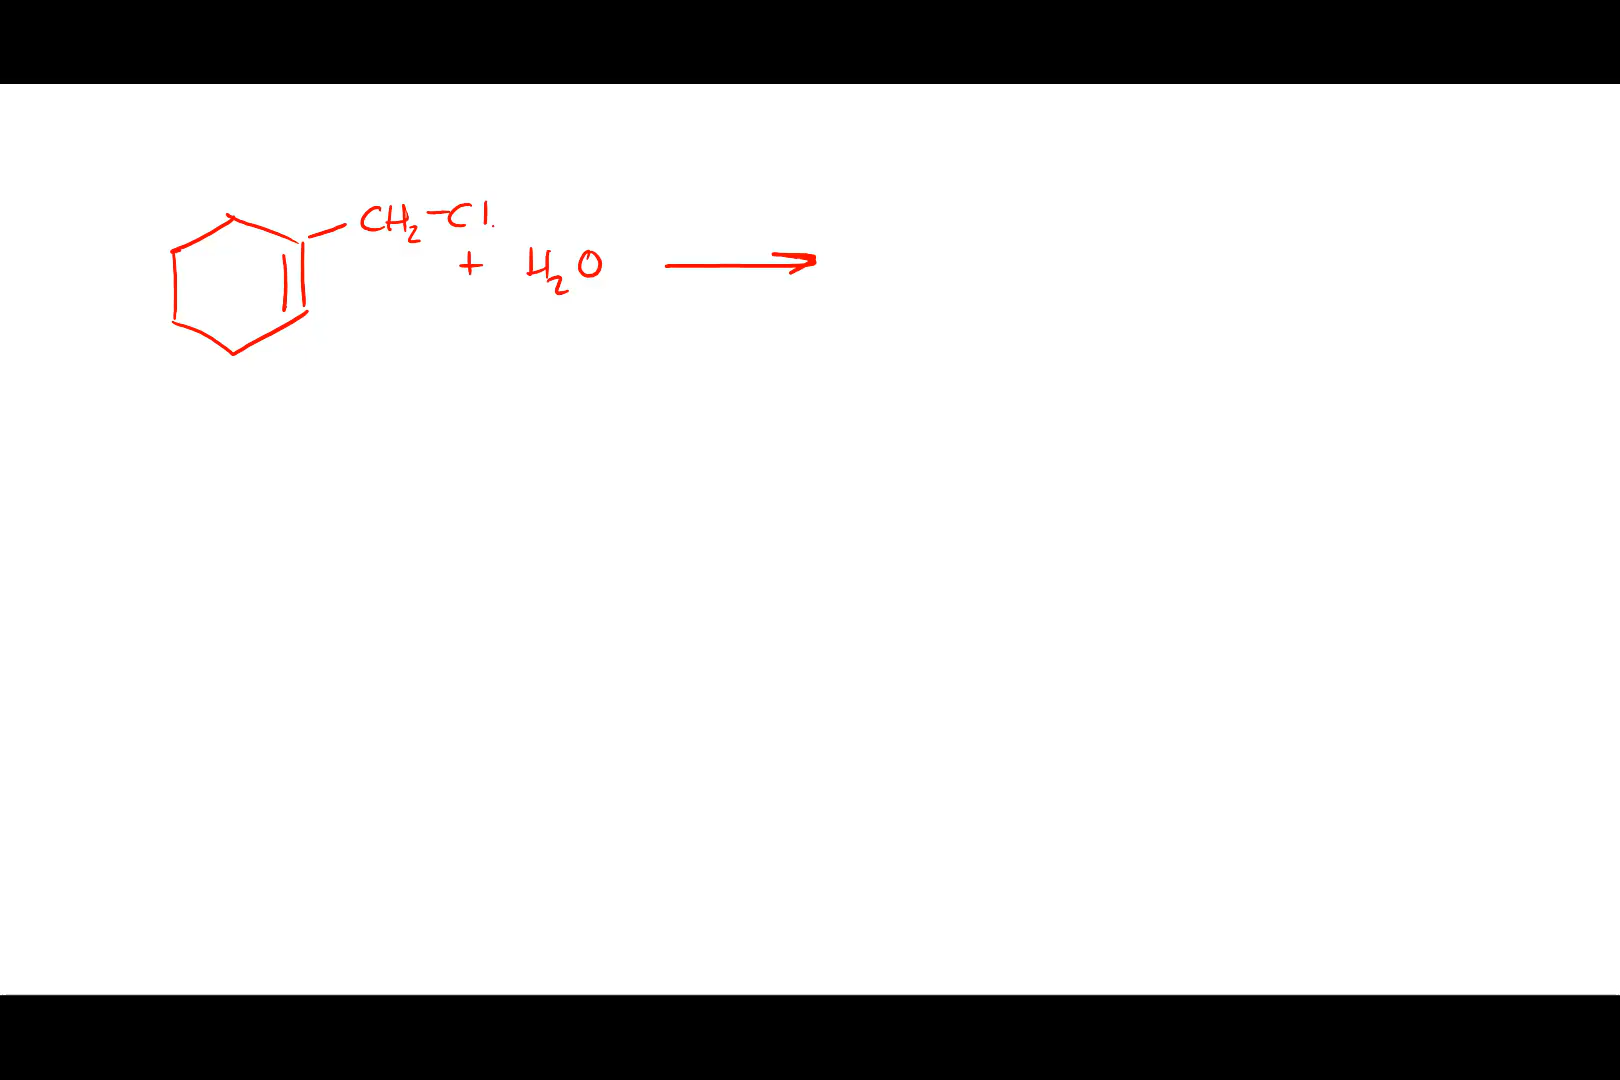 CH₂-Cl
+ H₂O →